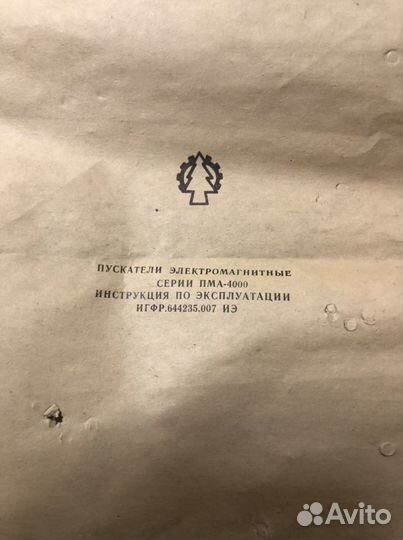 ПУСКАТЕЛИ ЭЛЕКТРОМАГНИТНЫЕ
СЕРИИ ПМА-4000
ИНСТРУКЦИЯ ПО ЭКСПЛУАТАЦИИ
ИГФР.644235.007 ИЭ
Avito